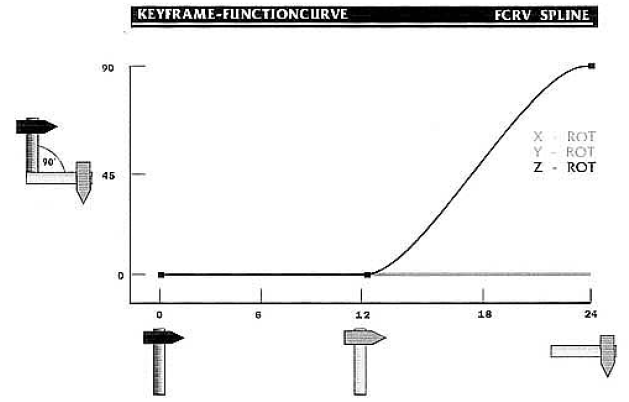 KEYFRAME-FUNCTIONCURVE FCRV SPLINE
90
45
0
90°
X - ROT
Y - ROT
Z - ROT
0 6 12 18 24